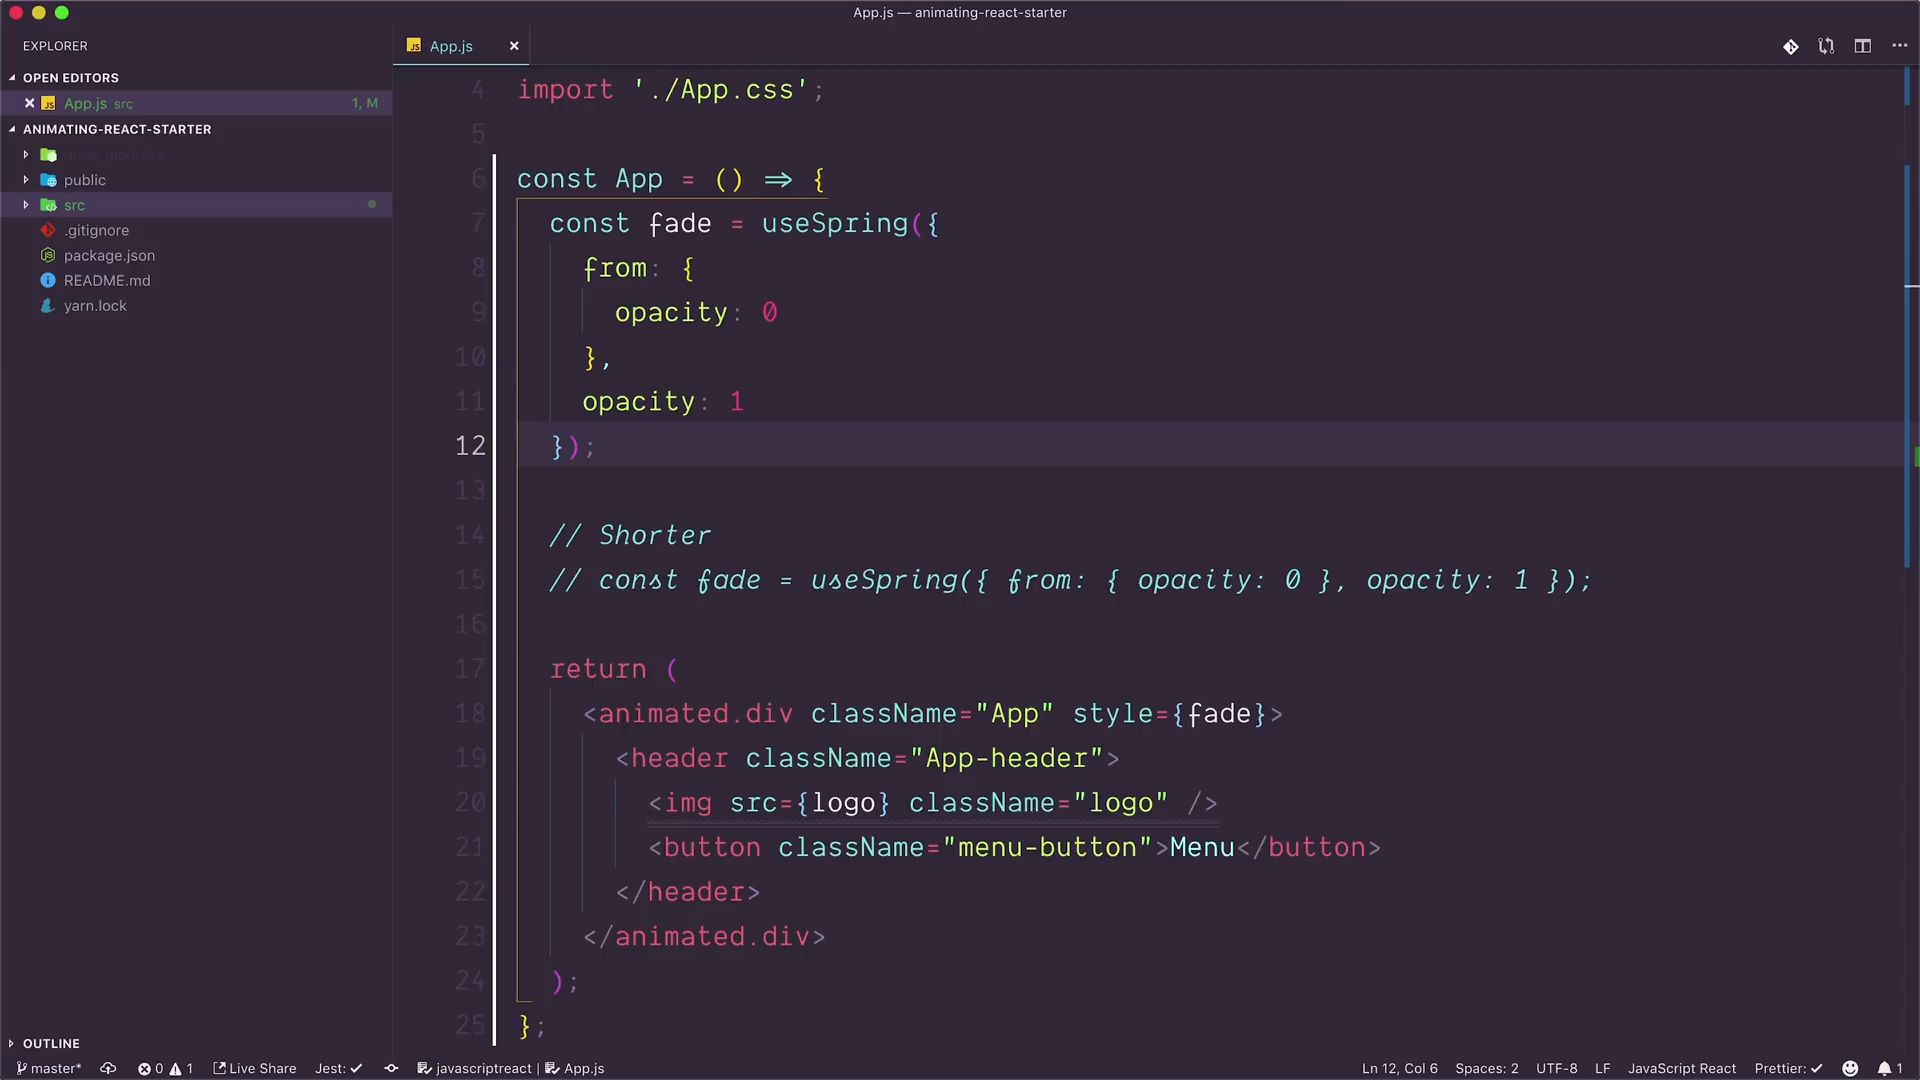 App.js — animating-react-starter
EXPLORER
OPEN EDITORS
App.js src 1, M
ANIMATING-REACT-STARTER
node_modules
public
src
.gitignore
package.json
README.md
yarn.lock
OUTLINE
JS App.js
4 import './App.css';
5
6 const App = () => {
7 const fade = useSpring({
8 from: {
9 opacity: 0
10 },
11 opacity: 1
12 });
13
14 // Shorter
15 // const fade = useSpring({ from: { opacity: 0 }, opacity: 1 });
16
17 return (
18 <animated.div className="App" style={fade}>
19 <header className="App-header">
20 <img src={logo} className="logo" />
21 <button className="menu-button">Menu</button>
22 </header>
23 </animated.div>
24 );
25 };
master* 0 1 Live Share Jest: ✓ javascriptreact | App.js Ln 12, Col 6 Spaces: 2 UTF-8 LF JavaScript React Prettier: ✓ 1